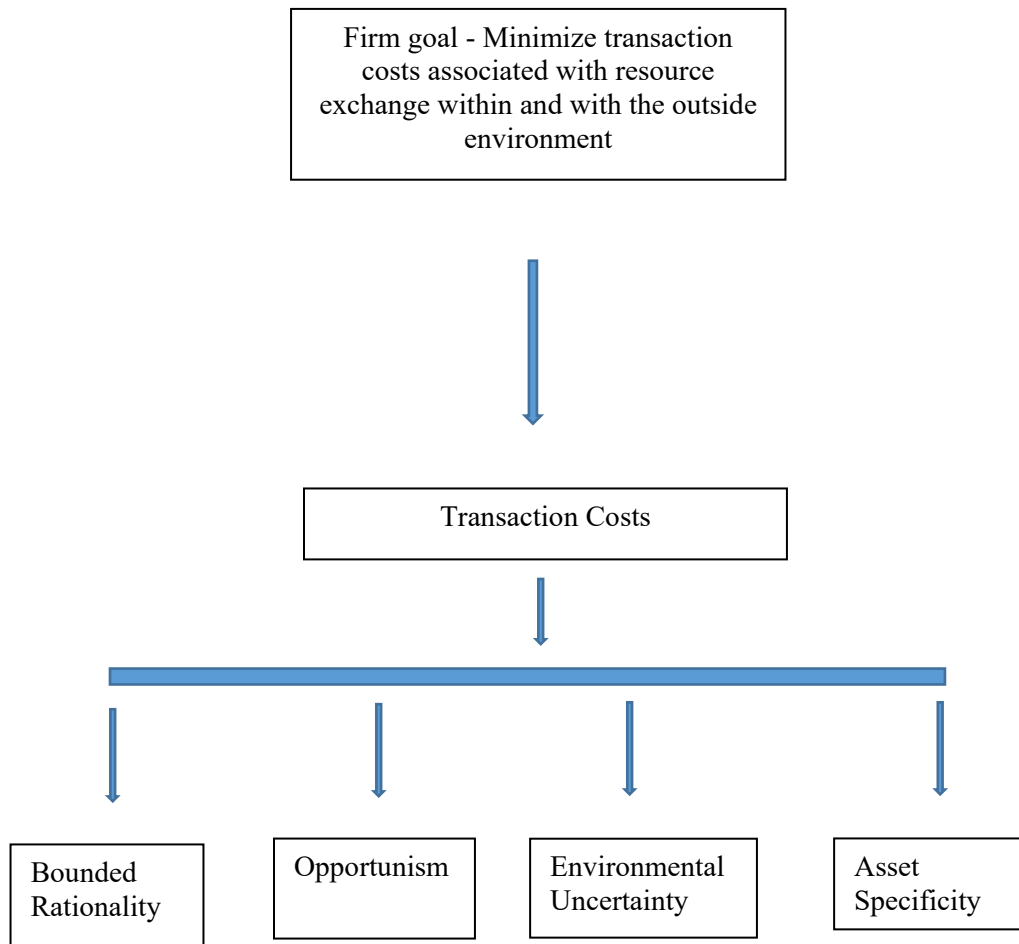 Firm goal - Minimize transaction
costs associated with resource
exchange within and with the outside
environment
Transaction Costs
Bounded
Rationality
Opportunism
Environmental
Uncertainty
Asset
Specificity